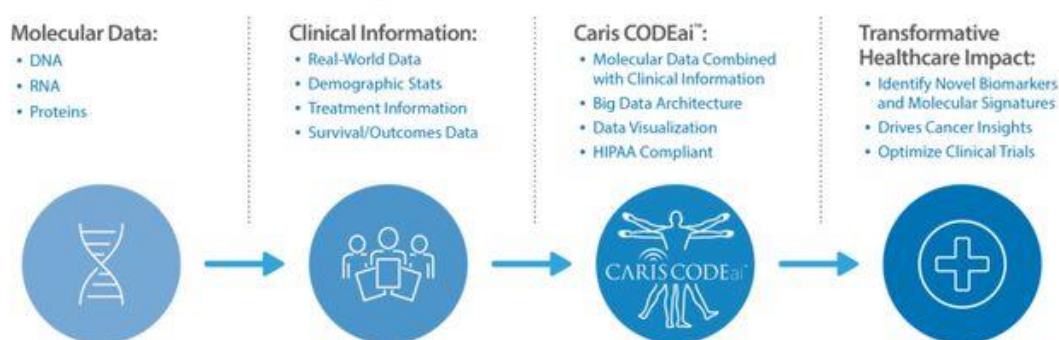 Molecular Data:
• DNA
• RNA
• Proteins
Clinical Information:
• Real-World Data
• Demographic Stats
• Treatment Information
• Survival/Outcomes Data
Caris CODEai™:
• Molecular Data Combined
with Clinical Information
• Big Data Architecture
• Data Visualization
• HIPAA Compliant
Transformative
Healthcare Impact:
• Identify Novel Biomarkers
and Molecular Signatures
• Drives Cancer Insights
• Optimize Clinical Trials
CARIS CODEai™